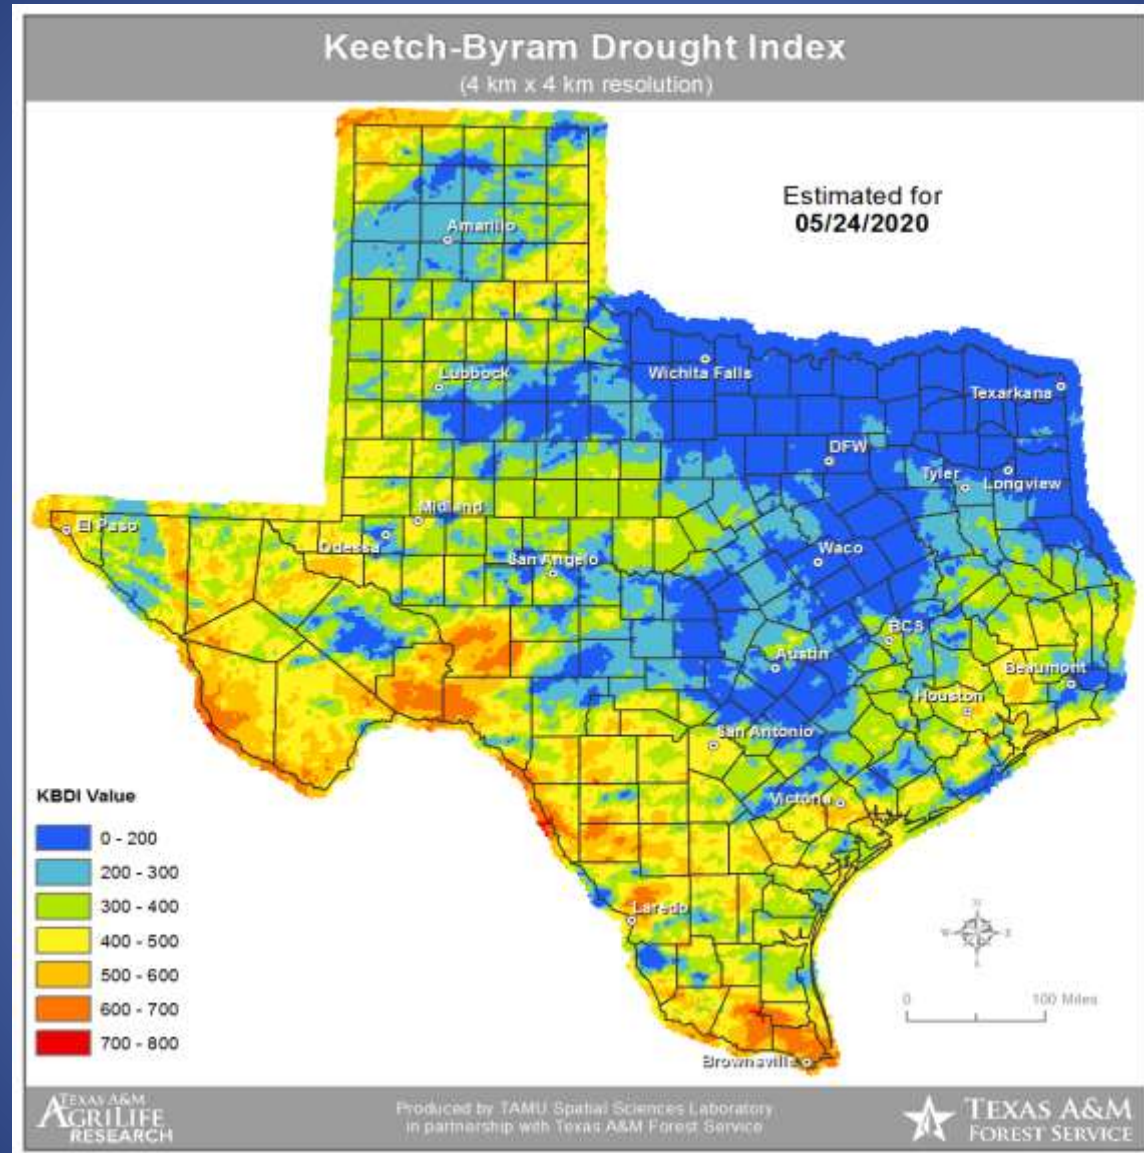 Keetch-Byram Drought Index
(4 km x 4 km resolution)
Estimated for
05/24/2020
Amarillo
Lubbock
Wichita Falls
Texarkana
DFW
Tyler
Longview
Midland
El Paso
Odessa
San Angelo
Waco
BCS
Austin
Beaumont
Houston
San Antonio
Victoria
Laredo
Brownsville
KBDI Value
0 - 200
200 - 300
300 - 400
400 - 500
500 - 600
600 - 700
700 - 800
N
W E
S
0 100 Miles
TEXAS A&M
AGRILIFE
RESEARCH
Produced by TAMU Spatial Sciences Laboratory
in partnership with Texas A&M Forest Service
TEXAS A&M
FOREST SERVICE